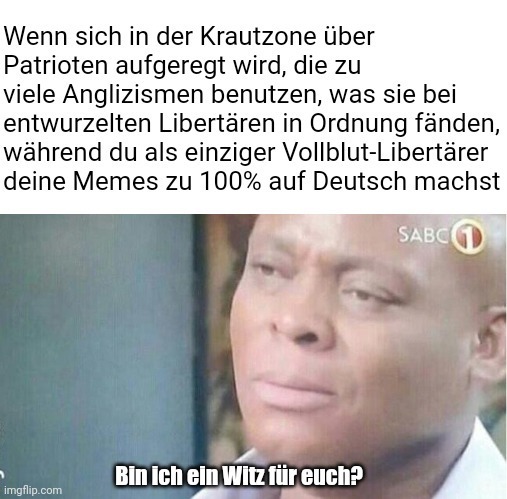 Wenn sich in der Krautzone über
Patrioten aufgeregt wird, die zu
viele Anglizismen benutzen, was sie bei
entwurzelten Libertären in Ordnung fänden,
während du als einziger Vollblut-Libertärer
deine Memes zu 100% auf Deutsch machst
SABC 1
Bin ich ein Witz für euch?
imgflip.com